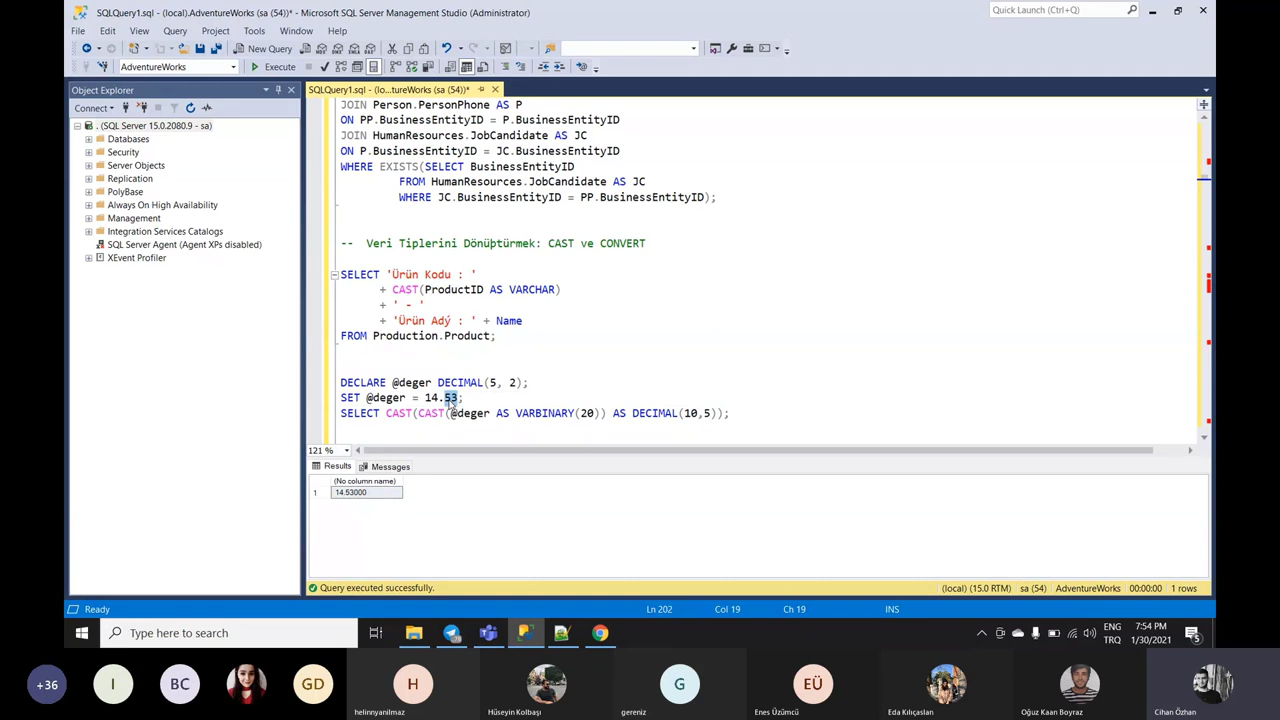 SQLQuery1.sql - (local).AdventureWorks (sa (54))* - Microsoft SQL Server Management Studio (Administrator)
Quick Launch (Ctrl+Q)
File Edit View Query Project Tools Window Help
New Query
AdventureWorks
Execute
Object Explorer
SQLQuery1.sql - (lo...tureWorks (sa (54))*
Connect
. (SQL Server 15.0.2080.9 - sa)
Databases
Security
Server Objects
Replication
PolyBase
Always On High Availability
Management
Integration Services Catalogs
SQL Server Agent (Agent XPs disabled)
XEvent Profiler
JOIN Person.PersonPhone AS P
ON PP.BusinessEntityID = P.BusinessEntityID
JOIN HumanResources.JobCandidate AS JC
ON P.BusinessEntityID = JC.BusinessEntityID
WHERE EXISTS(SELECT BusinessEntityID
FROM HumanResources.JobCandidate AS JC
WHERE JC.BusinessEntityID = PP.BusinessEntityID);
-- Veri Tiplerini Dönüþtürmek: CAST ve CONVERT
SELECT 'Ürün Kodu : '
+ CAST(ProductID AS VARCHAR)
+ ' - '
+ 'Ürün Adý : ' + Name
FROM Production.Product;
DECLARE @deger DECIMAL(5, 2);
SET @deger = 14.53;
SELECT CAST(CAST(@deger AS VARBINARY(20)) AS DECIMAL(10,5));
121 %
Results Messages
(No column name)
1 14.53000
Query executed successfully.
(local) (15.0 RTM) sa (54) AdventureWorks 00:00:00 1 rows
Ready
Ln 202 Col 19 Ch 19 INS
Type here to search
ENG
TRQ
7:54 PM
1/30/2021
5
+36 I BC GD H G EÜ
helinnyanilmaz Hüseyin Kolbaşı gereniz Enes Üzümcü Eda Kılıçaslan Oğuz Kaan Boyraz Cihan Özhan